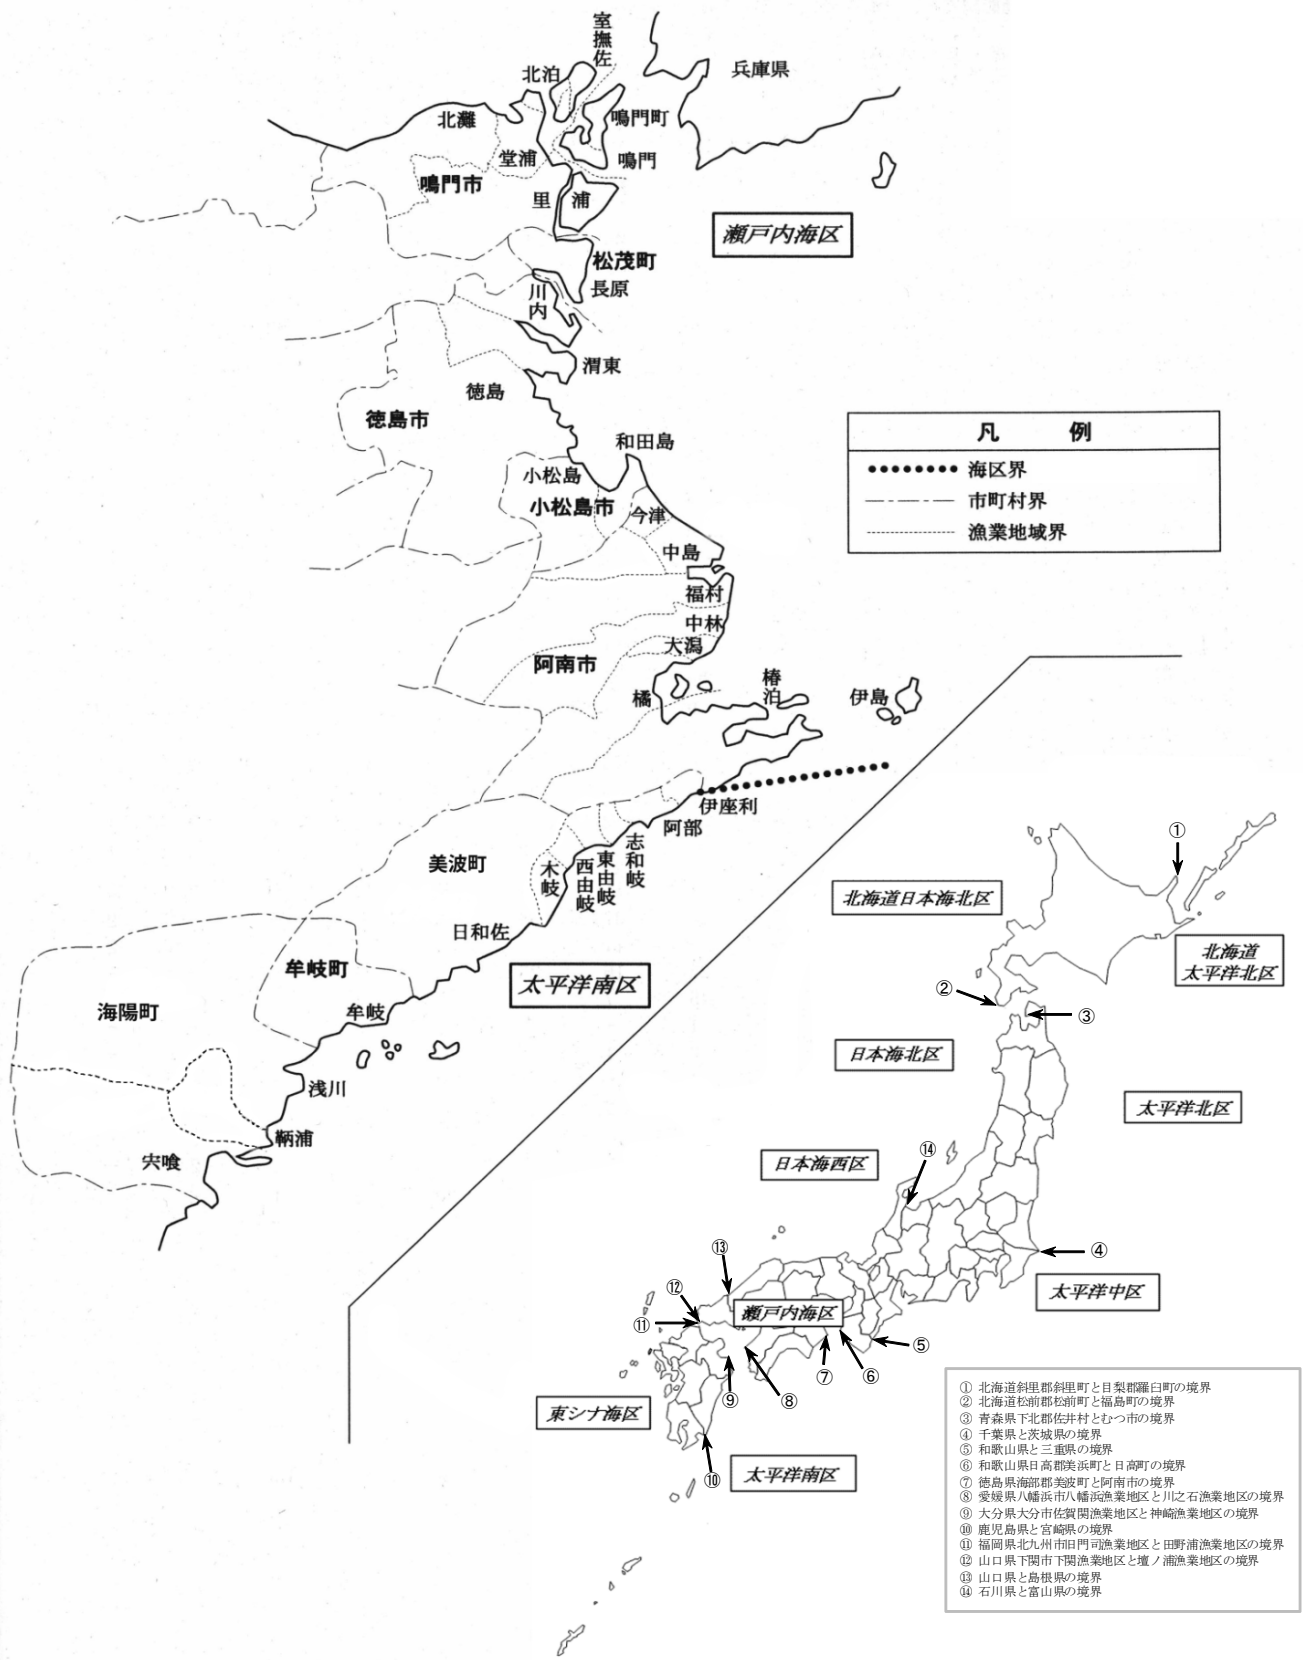 室撫佐
北泊
兵庫県
北灘
鳴門町
堂浦
鳴門
鳴門市
里浦
瀬戸内海区
松茂町
長原
川内
渭東
徳島
徳島市
凡 例
海区界
市町村界
漁業地域界
和田島
小松島
小松島市
今津
中島
福村
中林
大潟
阿南市
橘
椿泊
伊島
伊座利
阿部
志和岐
東由岐
西由岐
木岐
美波町
日和佐
太平洋南区
牟岐町
牟岐
海陽町
浅川
鞆浦
宍喰
①
北海道日本海北区
北海道
太平洋北区
②
③
日本海北区
太平洋北区
日本海西区
⑭
④
太平洋中区
⑬
⑫
⑪
瀬戸内海区
⑤
⑥
⑦
⑧
⑨
東シナ海区
⑩
太平洋南区
① 北海道斜里郡斜里町と目梨郡羅臼町の境界
② 北海道松前郡松前町と福島町の境界
③ 青森県下北郡佐井村とむつ市の境界
④ 千葉県と茨城県の境界
⑤ 和歌山県と三重県の境界
⑥ 和歌山県日高郡美浜町と日高町の境界
⑦ 徳島県海部郡美波町と阿南市の境界
⑧ 愛媛県八幡浜市八幡浜漁業地区と川之石漁業地区の境界
⑨ 大分県大分市佐賀関漁業地区と神崎漁業地区の境界
⑩ 鹿児島県と宮崎県の境界
⑪ 福岡県北九州市旧門司漁業地区と田野浦漁業地区の境界
⑫ 山口県下関市下関漁業地区と壇ノ浦漁業地区の境界
⑬ 山口県と島根県の境界
⑭ 石川県と富山県の境界